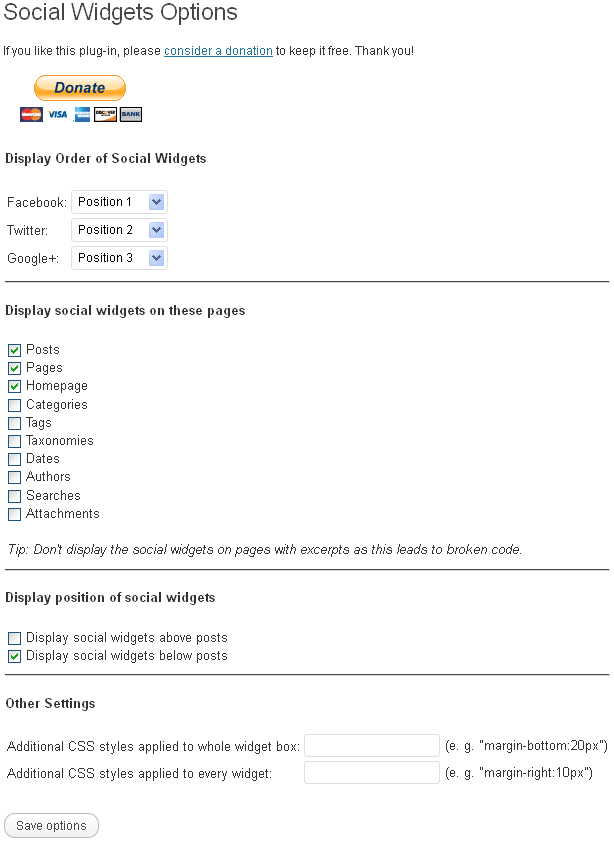 Social Widgets Options
If you like this plug-in, please consider a donation to keep it free. Thank you!
Donate
MasterCard VISA DISCOVER BANK
Display Order of Social Widgets
Facebook: Position 1
Twitter: Position 2
Google+: Position 3
Display social widgets on these pages
Posts
Pages
Homepage
Categories
Tags
Taxonomies
Dates
Authors
Searches
Attachments
Tip: Don't display the social widgets on pages with excerpts as this leads to broken code.
Display position of social widgets
Display social widgets above posts
Display social widgets below posts
Other Settings
Additional CSS styles applied to whole widget box: (e. g. "margin-bottom:20px")
Additional CSS styles applied to every widget: (e. g. "margin-right:10px")
Save options